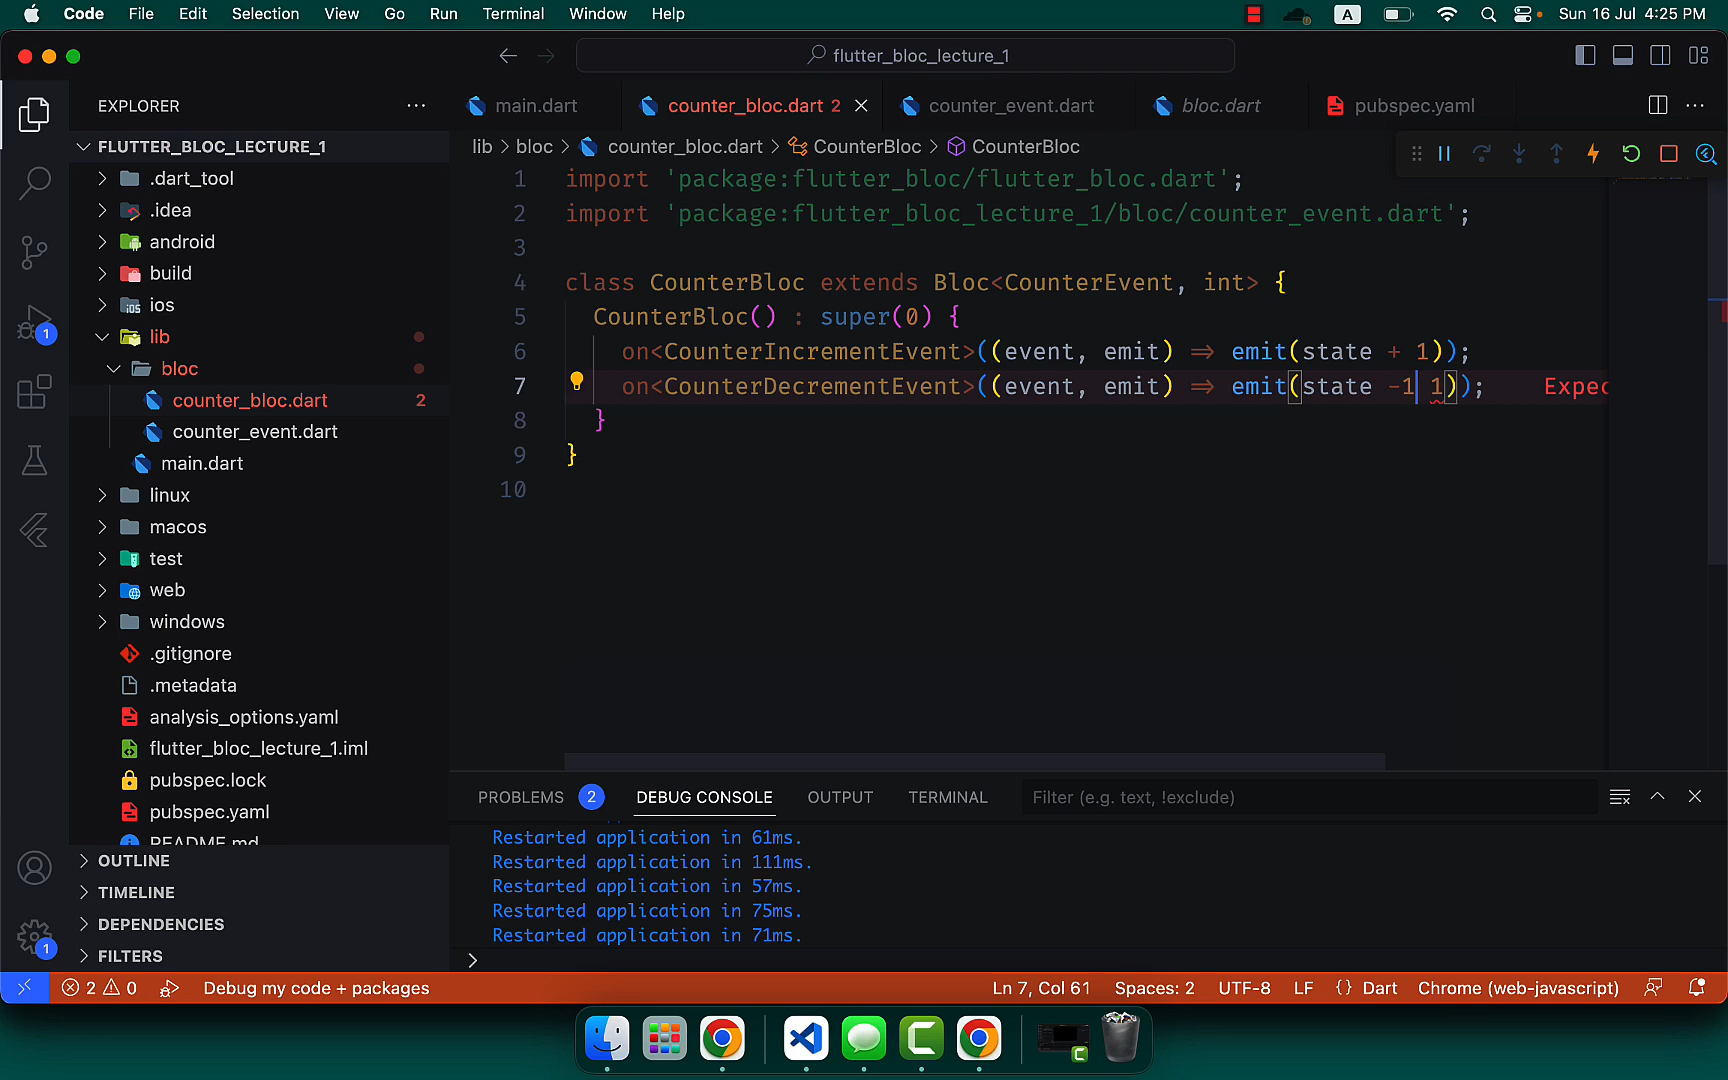 Code File Edit Selection View Go Run Terminal Window Help
A
Sun 16 Jul 4:25 PM
flutter_bloc_lecture_1
EXPLORER
main.dart
counter_bloc.dart 2
counter_event.dart
bloc.dart
pubspec.yaml
FLUTTER_BLOC_LECTURE_1
lib > bloc > counter_bloc.dart > CounterBloc > CounterBloc
.dart_tool
.idea
android
build
ios
lib
bloc
counter_bloc.dart 2
counter_event.dart
main.dart
linux
macos
test
web
windows
.gitignore
.metadata
analysis_options.yaml
flutter_bloc_lecture_1.iml
pubspec.lock
pubspec.yaml
README.md
OUTLINE
TIMELINE
DEPENDENCIES
FILTERS
1
1
1 import 'package:flutter_bloc/flutter_bloc.dart';
2 import 'package:flutter_bloc_lecture_1/bloc/counter_event.dart';
3
4 class CounterBloc extends Bloc<CounterEvent, int> {
5 CounterBloc() : super(0) {
6 on<CounterIncrementEvent>((event, emit) => emit(state + 1));
7 on<CounterDecrementEvent>((event, emit) => emit(state -1 1)); Expec
8 }
9 }
10
PROBLEMS 2 DEBUG CONSOLE OUTPUT TERMINAL Filter (e.g. text, !exclude)
Restarted application in 61ms.
Restarted application in 111ms.
Restarted application in 57ms.
Restarted application in 75ms.
Restarted application in 71ms.
>
2 0 Debug my code + packages Ln 7, Col 61 Spaces: 2 UTF-8 LF {} Dart Chrome (web-javascript)